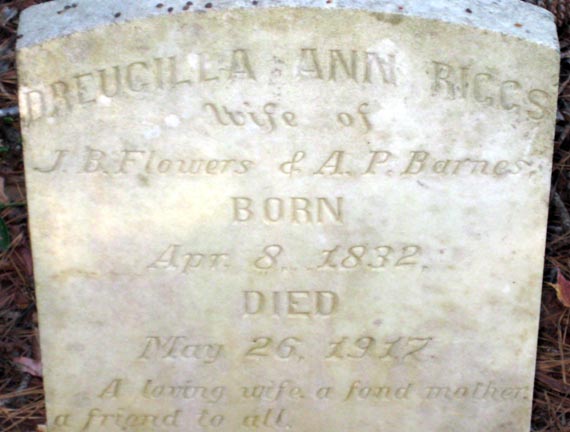 DREUCILLA ANN RIGGS
Wife of
J. B. Flowers & A. P. Barnes.
BORN
Apr. 8, 1832,
DIED
May 26, 1917.
A loving wife, a fond mother,
a friend to all.